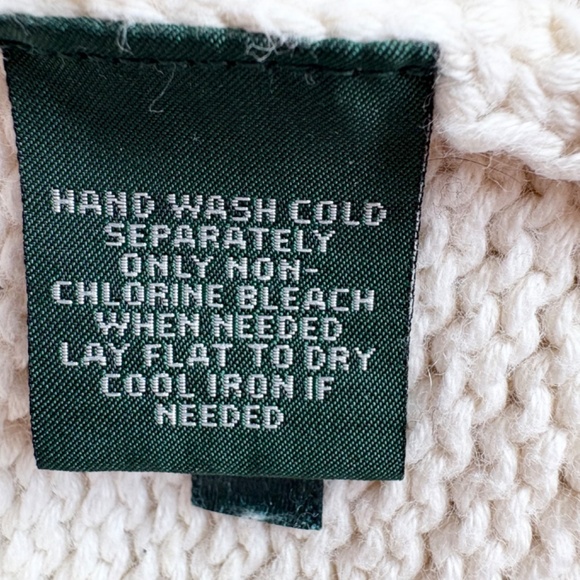 HAND WASH COLD
SEPARATELY
ONLY NON-
CHLORINE BLEACH
WHEN NEEDED
LAY FLAT TO DRY
COOL IRON IF
NEEDED